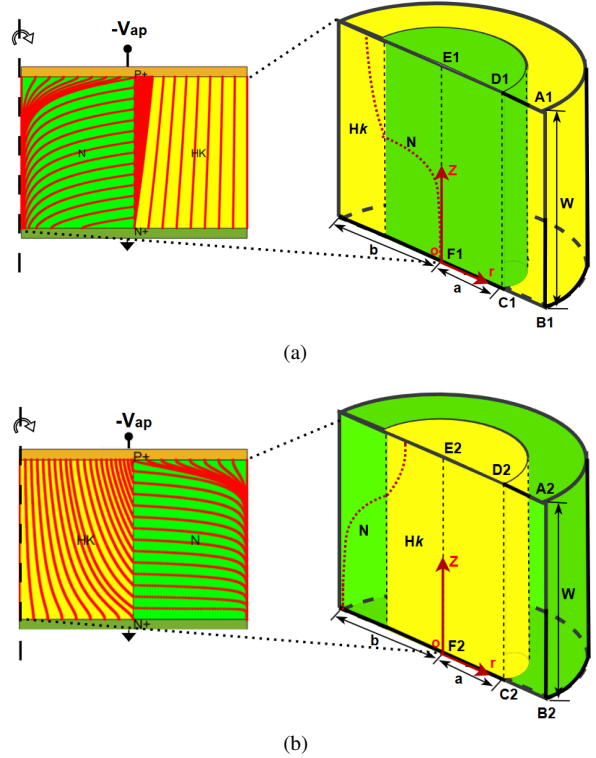 -Vap
P+
N
HK
N+
E1
D1
A1
Hk
N
Z
W
o
F1
r
b
a
C1
B1
(a)
-Vap
P+
HK
N
N+
E2
D2
A2
N
Hk
Z
W
o
F2
r
b
a
C2
B2
(b)